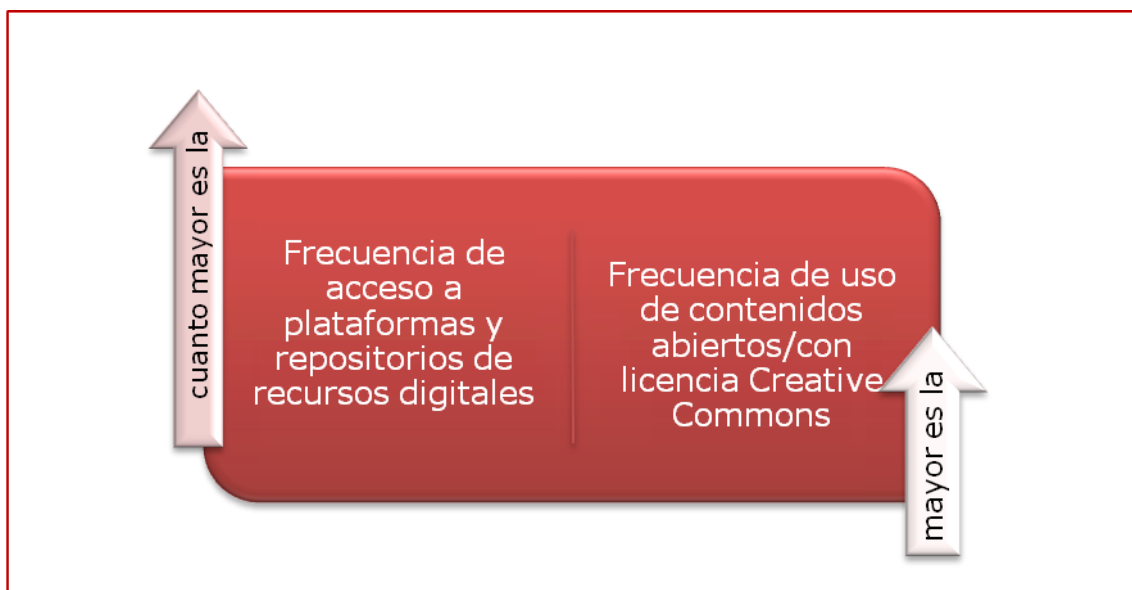 cuanto mayor es la
Frecuencia de
acceso a
plataformas y
repositorios de
recursos digitales
mayor es la
Frecuencia de uso
de contenidos
abiertos/con
licencia Creative
Commons